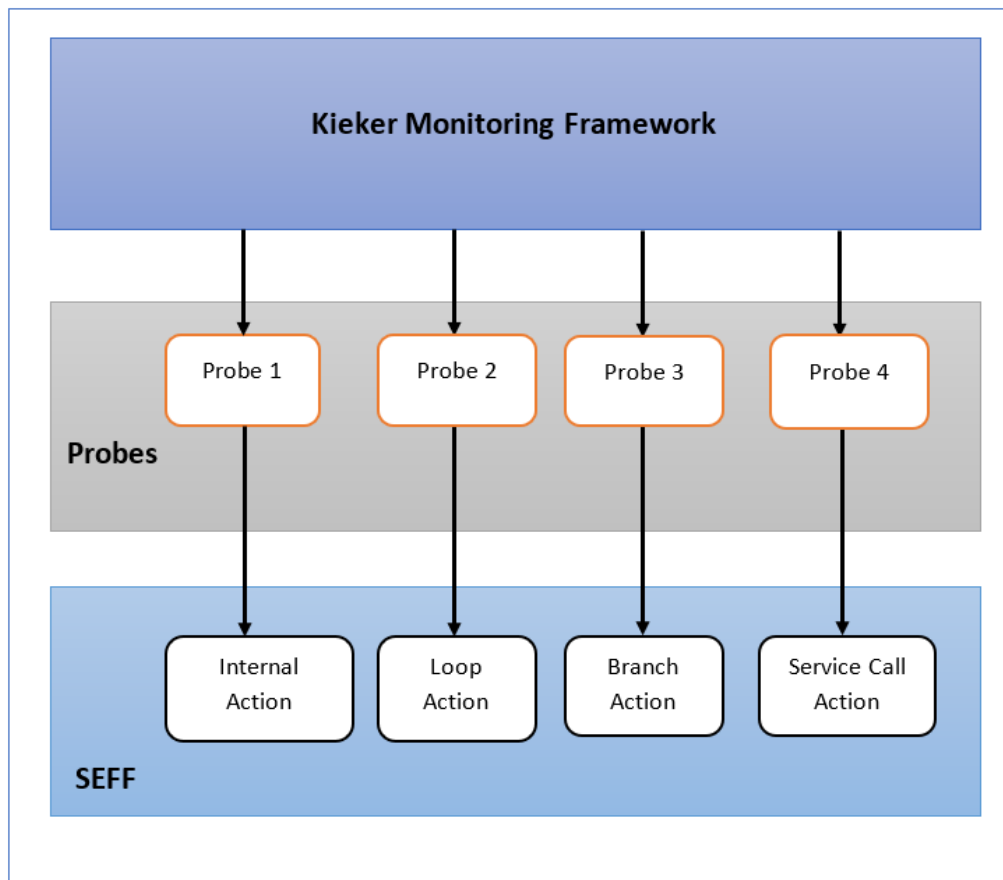 Kieker Monitoring Framework
Probe 1
Probe 2
Probe 3
Probe 4
Probes
Internal
Action
Loop
Action
Branch
Action
Service Call
Action
SEFF